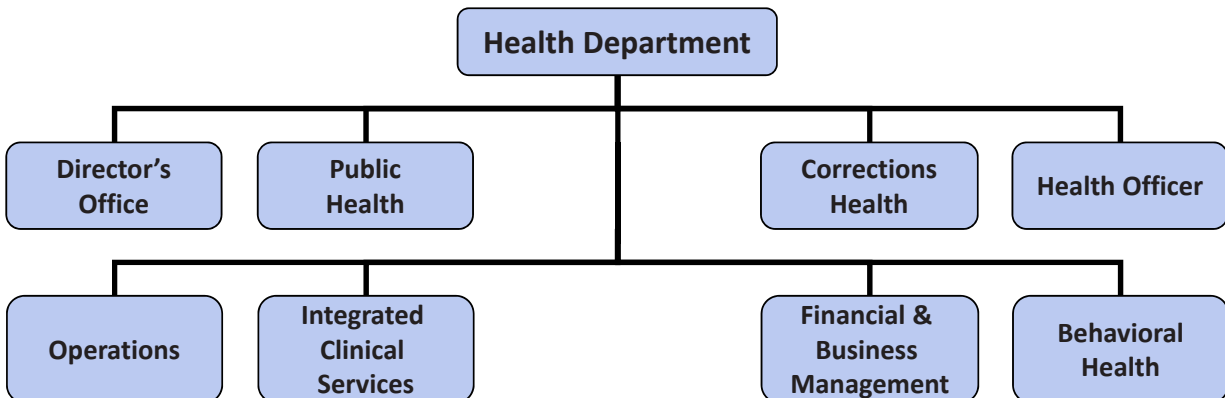 Health Department
Director’s
Office
Public
Health
Corrections
Health
Health Officer
Operations
Integrated
Clinical
Services
Financial &
Business
Management
Behavioral
Health